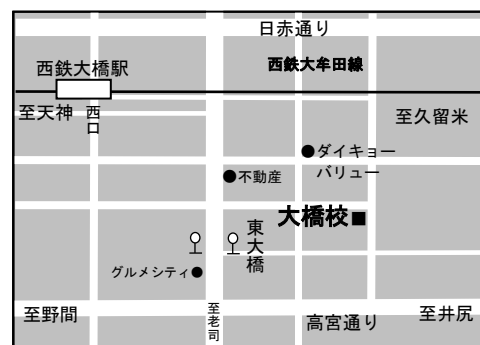 日赤通り
西鉄大橋駅
西鉄大牟田線
至天神
西口
至久留米
ダイキョー
バリュー
不動産
大橋校
東大橋
グルメシティ
至野間
至老司
高宮通り
至井尻